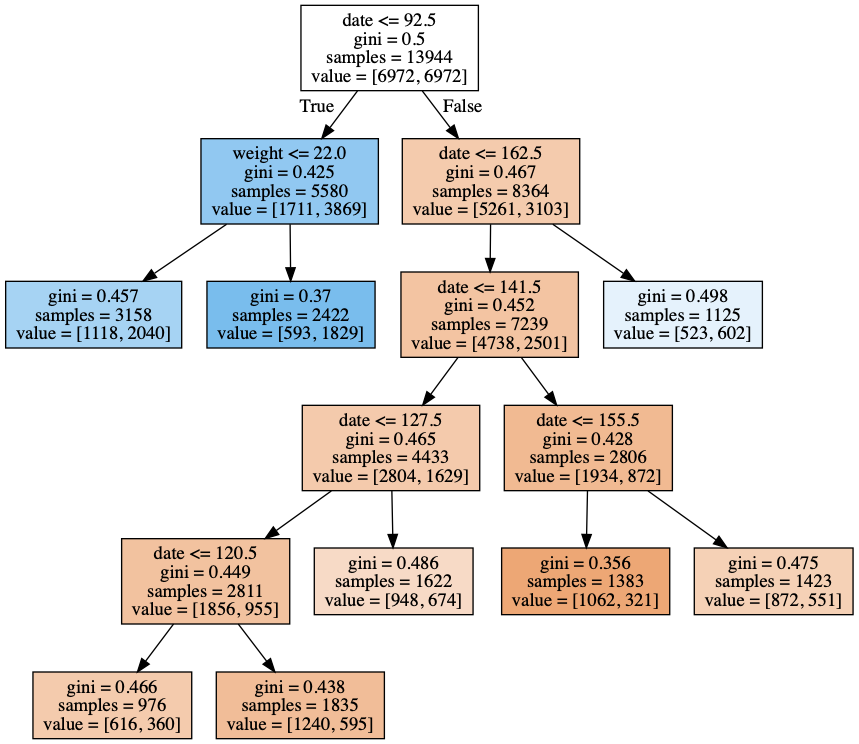 date <= 92.5
gini = 0.5
samples = 13944
value = [6972, 6972]
True
False
weight <= 22.0
gini = 0.425
samples = 5580
value = [1711, 3869]
date <= 162.5
gini = 0.467
samples = 8364
value = [5261, 3103]
gini = 0.457
samples = 3158
value = [1118, 2040]
gini = 0.37
samples = 2422
value = [593, 1829]
date <= 141.5
gini = 0.452
samples = 7239
value = [4738, 2501]
gini = 0.498
samples = 1125
value = [523, 602]
date <= 127.5
gini = 0.465
samples = 4433
value = [2804, 1629]
date <= 155.5
gini = 0.428
samples = 2806
value = [1934, 872]
date <= 120.5
gini = 0.449
samples = 2811
value = [1856, 955]
gini = 0.486
samples = 1622
value = [948, 674]
gini = 0.356
samples = 1383
value = [1062, 321]
gini = 0.475
samples = 1423
value = [872, 551]
gini = 0.466
samples = 976
value = [616, 360]
gini = 0.438
samples = 1835
value = [1240, 595]